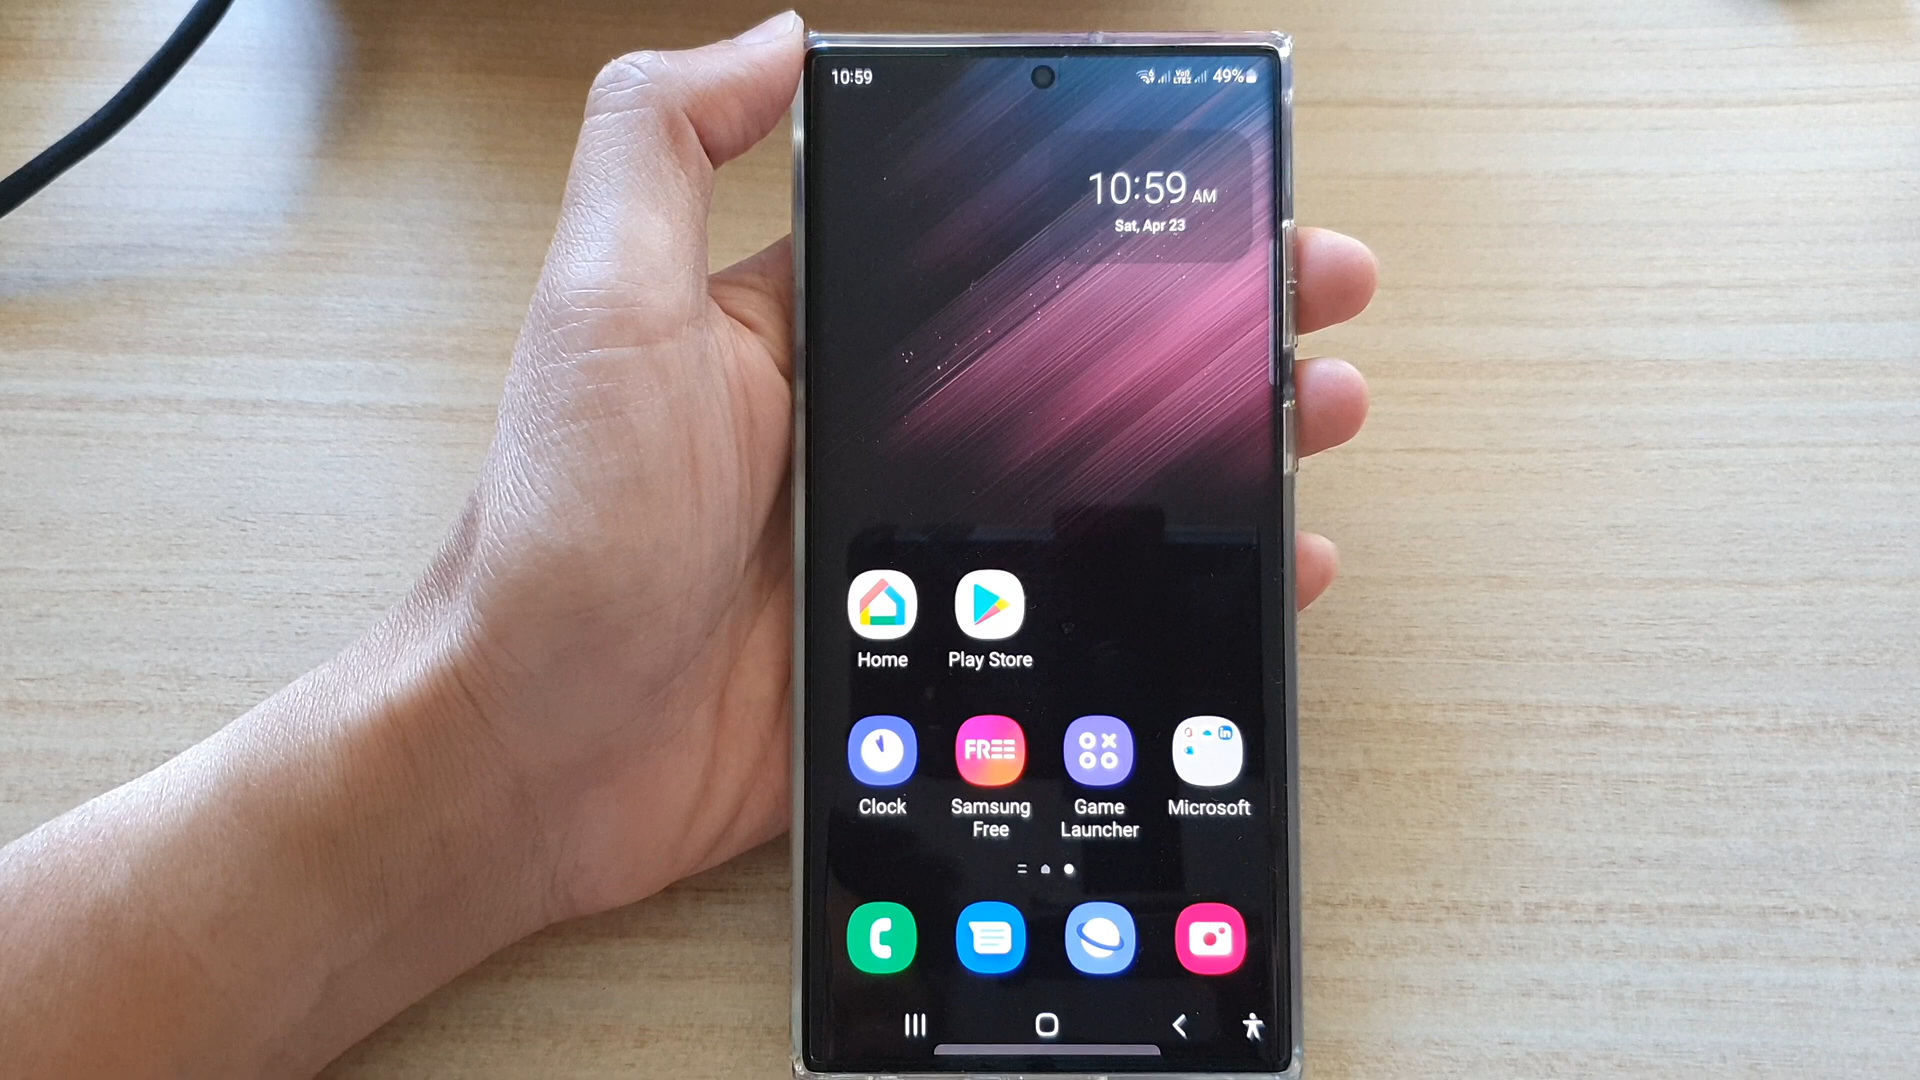 10:59
49%
10:59 AM
Sat, Apr 23
Home
Play Store
FREE
in
Clock
Samsung
Free
Game
Launcher
Microsoft